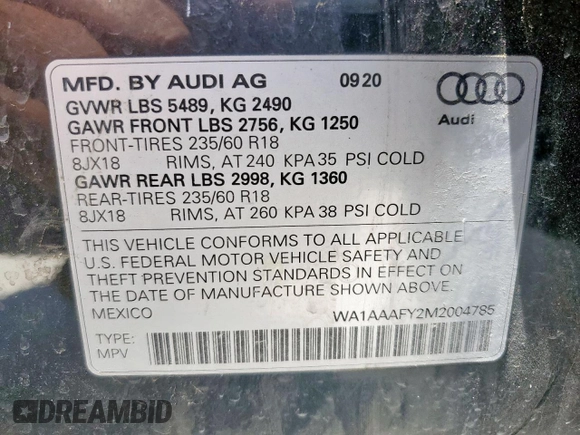 MFD. BY AUDI AG 0920
GVWR LBS 5489, KG 2490
GAWR FRONT LBS 2756, KG 1250
FRONT-TIRES 235/60 R18
8JX18 RIMS, AT 240 KPA 35 PSI COLD
GAWR REAR LBS 2998, KG 1360
REAR-TIRES 235/60 R18
8JX18 RIMS, AT 260 KPA 38 PSI COLD
Audi
THIS VEHICLE CONFORMS TO ALL APPLICABLE
U.S. FEDERAL MOTOR VEHICLE SAFETY AND
THEFT PREVENTION STANDARDS IN EFFECT ON
THE DATE OF MANUFACTURE SHOWN ABOVE.
MEXICO WA1AAAFY2M2004785
TYPE:
MPV
DREAMBID